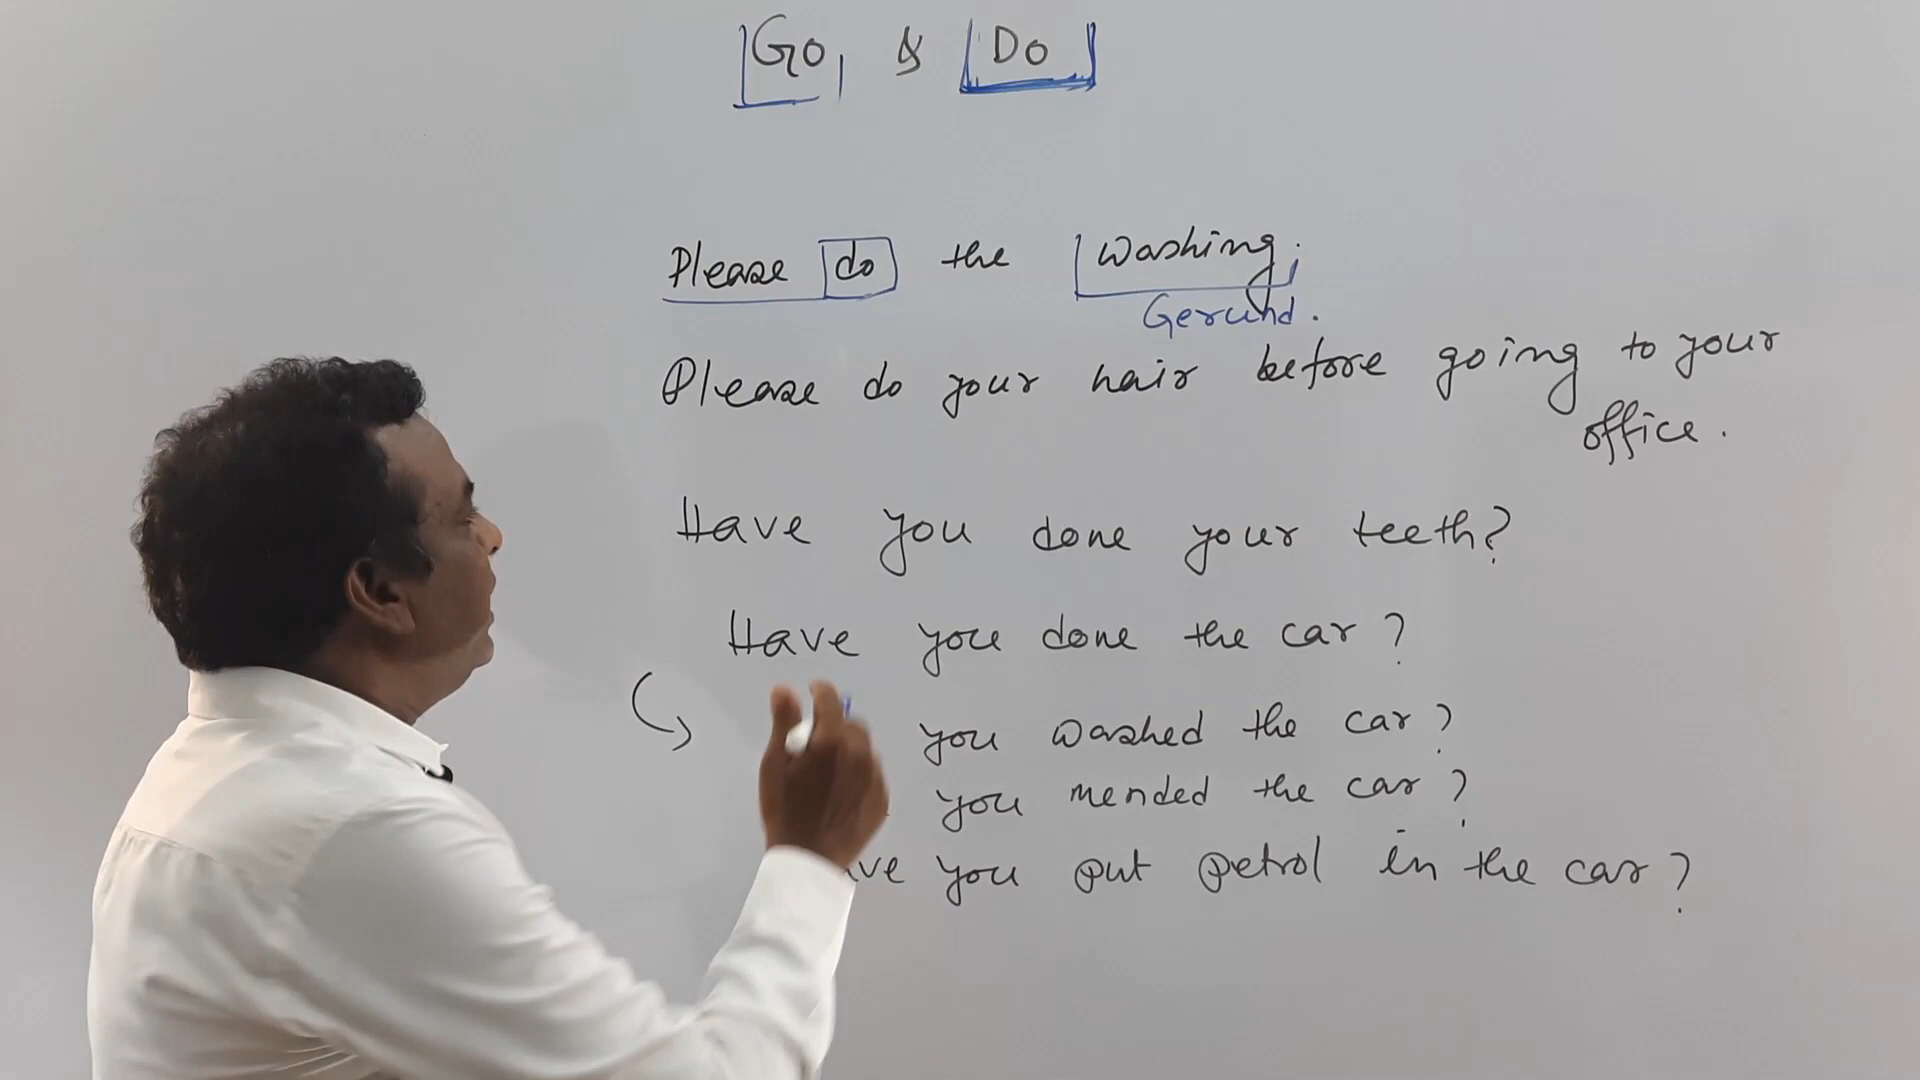 Go & Do
Please do the washing.
Gerund.
Please do your hair before going to your
office.
Have you done your teeth?
Have you done the car?
you washed the car?
you mended the car?
you put petrol in the car?